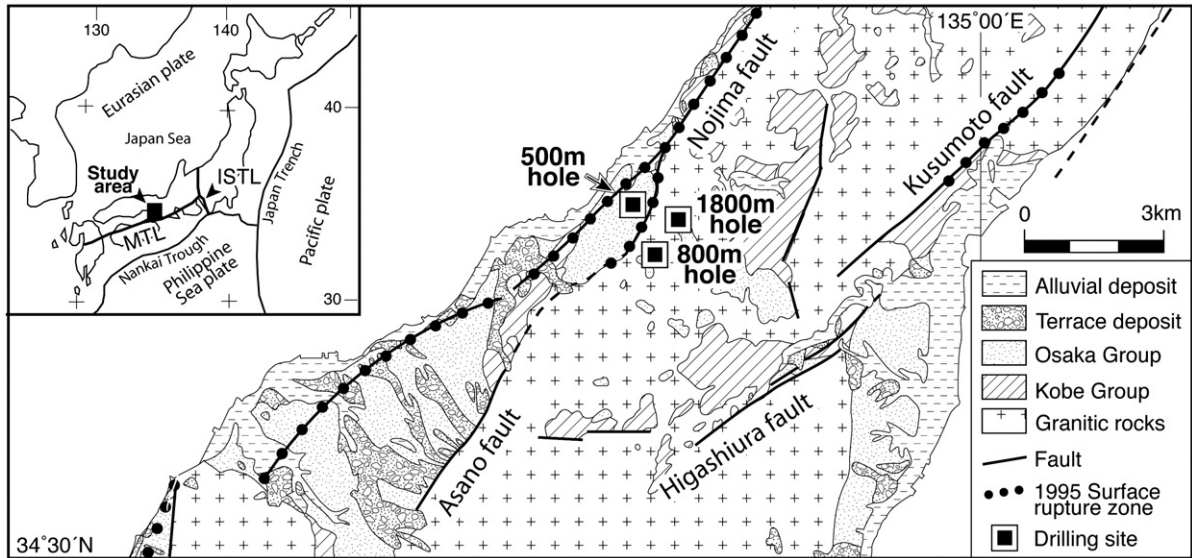 130
140
Eurasian plate
40
Japan Sea
Study
area
ISTL
MTL
Japan Trench
Pacific plate
Nankai Trough
Philippine
Sea plate
30
135°00´E
Nojima fault
Kusumoto fault
500m
hole
1800m
hole
800m
hole
0
3km
Asano fault
Higashiura fault
34°30´N
Alluvial deposit
Terrace deposit
Osaka Group
Kobe Group
Granitic rocks
Fault
1995 Surface
rupture zone
Drilling site